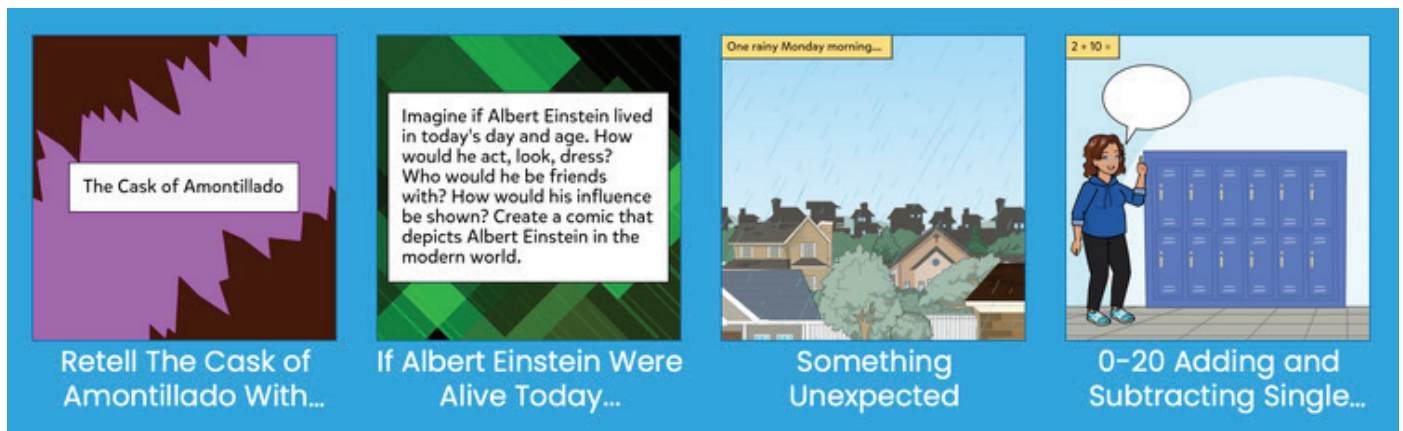 The Cask of Amontillado
Retell The Cask of
Amontillado With...
Imagine if Albert Einstein lived
in today's day and age. How
would he act, look, dress?
Who would he be friends
with? How would his influence
be shown? Create a comic that
depicts Albert Einstein in the
modern world.
If Albert Einstein Were
Alive Today...
One rainy Monday morning...
Something
Unexpected
2 + 10 =
0-20 Adding and
Subtracting Single...